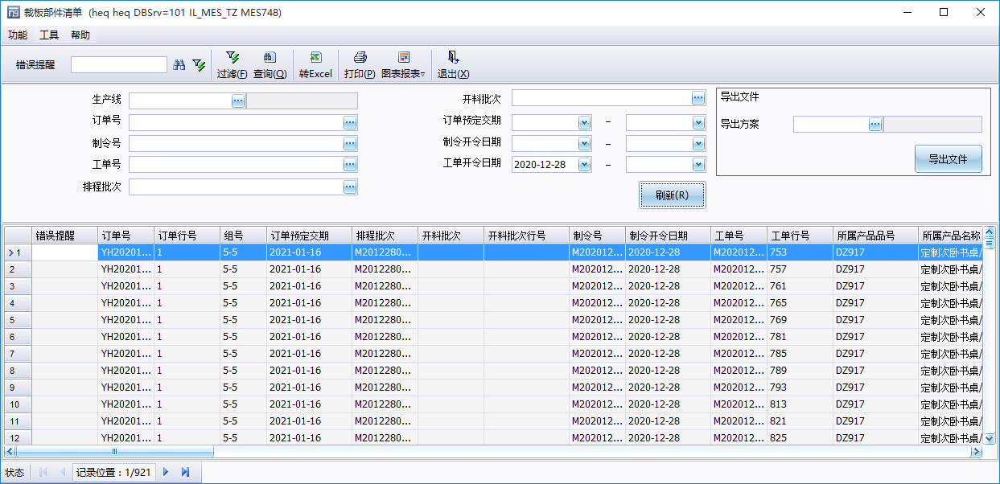 裁板部件清单 (heq heq DBSrv=101 IL_MES_TZ MES748)
功能 工具 帮助
错误提醒 过滤(F) 查询(Q) 转Excel 打印(P) 图表报表▿ 退出(X)
生产线 开料批次 导出文件
订单号 订单预定交期 – 导出方案
制令号 制令开令日期 –
工单号 工单开令日期 2020-12-28 – 导出文件
排程批次
刷新(R)
错误提醒 订单号 订单行号 组号 订单预定交期 排程批次 开料批次 开料批次行号 制令号 制令开令日期 工单号 工单行号 所属产品品号 所属产品名称
1 YH20201... 1 5-5 2021-01-16 M2012280... M202012... 2020-12-28 M202012... 753 DZ917 定制次卧书桌/
2 YH20201... 1 5-5 2021-01-16 M2012280... M202012... 2020-12-28 M202012... 757 DZ917 定制次卧书桌/
3 YH20201... 1 5-5 2021-01-16 M2012280... M202012... 2020-12-28 M202012... 761 DZ917 定制次卧书桌/
4 YH20201... 1 5-5 2021-01-16 M2012280... M202012... 2020-12-28 M202012... 765 DZ917 定制次卧书桌/
5 YH20201... 1 5-5 2021-01-16 M2012280... M202012... 2020-12-28 M202012... 769 DZ917 定制次卧书桌/
6 YH20201... 1 5-5 2021-01-16 M2012280... M202012... 2020-12-28 M202012... 781 DZ917 定制次卧书桌/
7 YH20201... 1 5-5 2021-01-16 M2012280... M202012... 2020-12-28 M202012... 785 DZ917 定制次卧书桌/
8 YH20201... 1 5-5 2021-01-16 M2012280... M202012... 2020-12-28 M202012... 789 DZ917 定制次卧书桌/
9 YH20201... 1 5-5 2021-01-16 M2012280... M202012... 2020-12-28 M202012... 793 DZ917 定制次卧书桌/
10 YH20201... 1 5-5 2021-01-16 M2012280... M202012... 2020-12-28 M202012... 813 DZ917 定制次卧书桌/
11 YH20201... 1 5-5 2021-01-16 M2012280... M202012... 2020-12-28 M202012... 821 DZ917 定制次卧书桌/
12 YH20201... 1 5-5 2021-01-16 M2012280... M202012... 2020-12-28 M202012... 825 DZ917 定制次卧书桌/
状态 记录位置：1/921